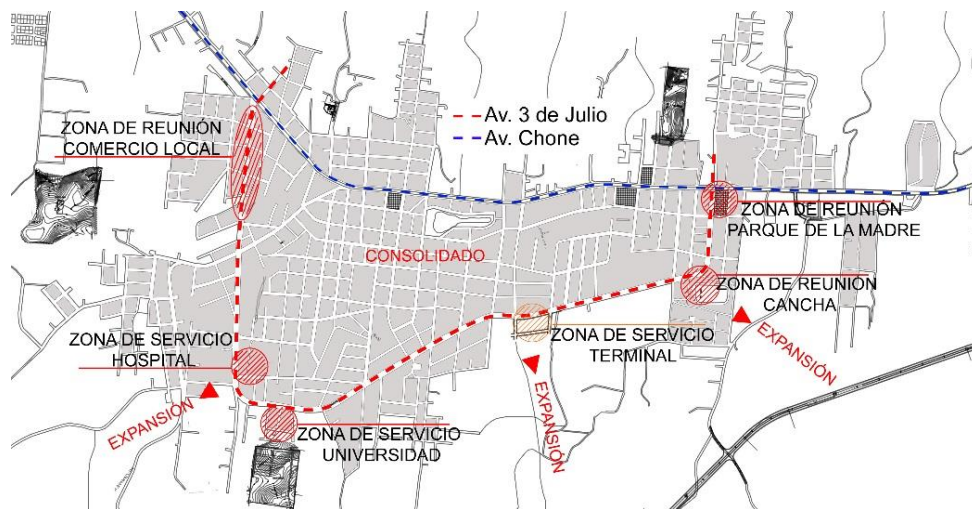 Av. 3 de Julio
Av. Chone
ZONA DE REUNIÓN
COMERCIO LOCAL
ZONA DE REUNIÓN
PARQUE DE LA MADRE
CONSOLIDADO
ZONA DE REUNIÓN
CANCHA
ZONA DE SERVICIO
HOSPITAL
ZONA DE SERVICIO
TERMINAL
EXPANSIÓN
EXPANSIÓN
EXPANSIÓN
ZONA DE SERVICIO
UNIVERSIDAD